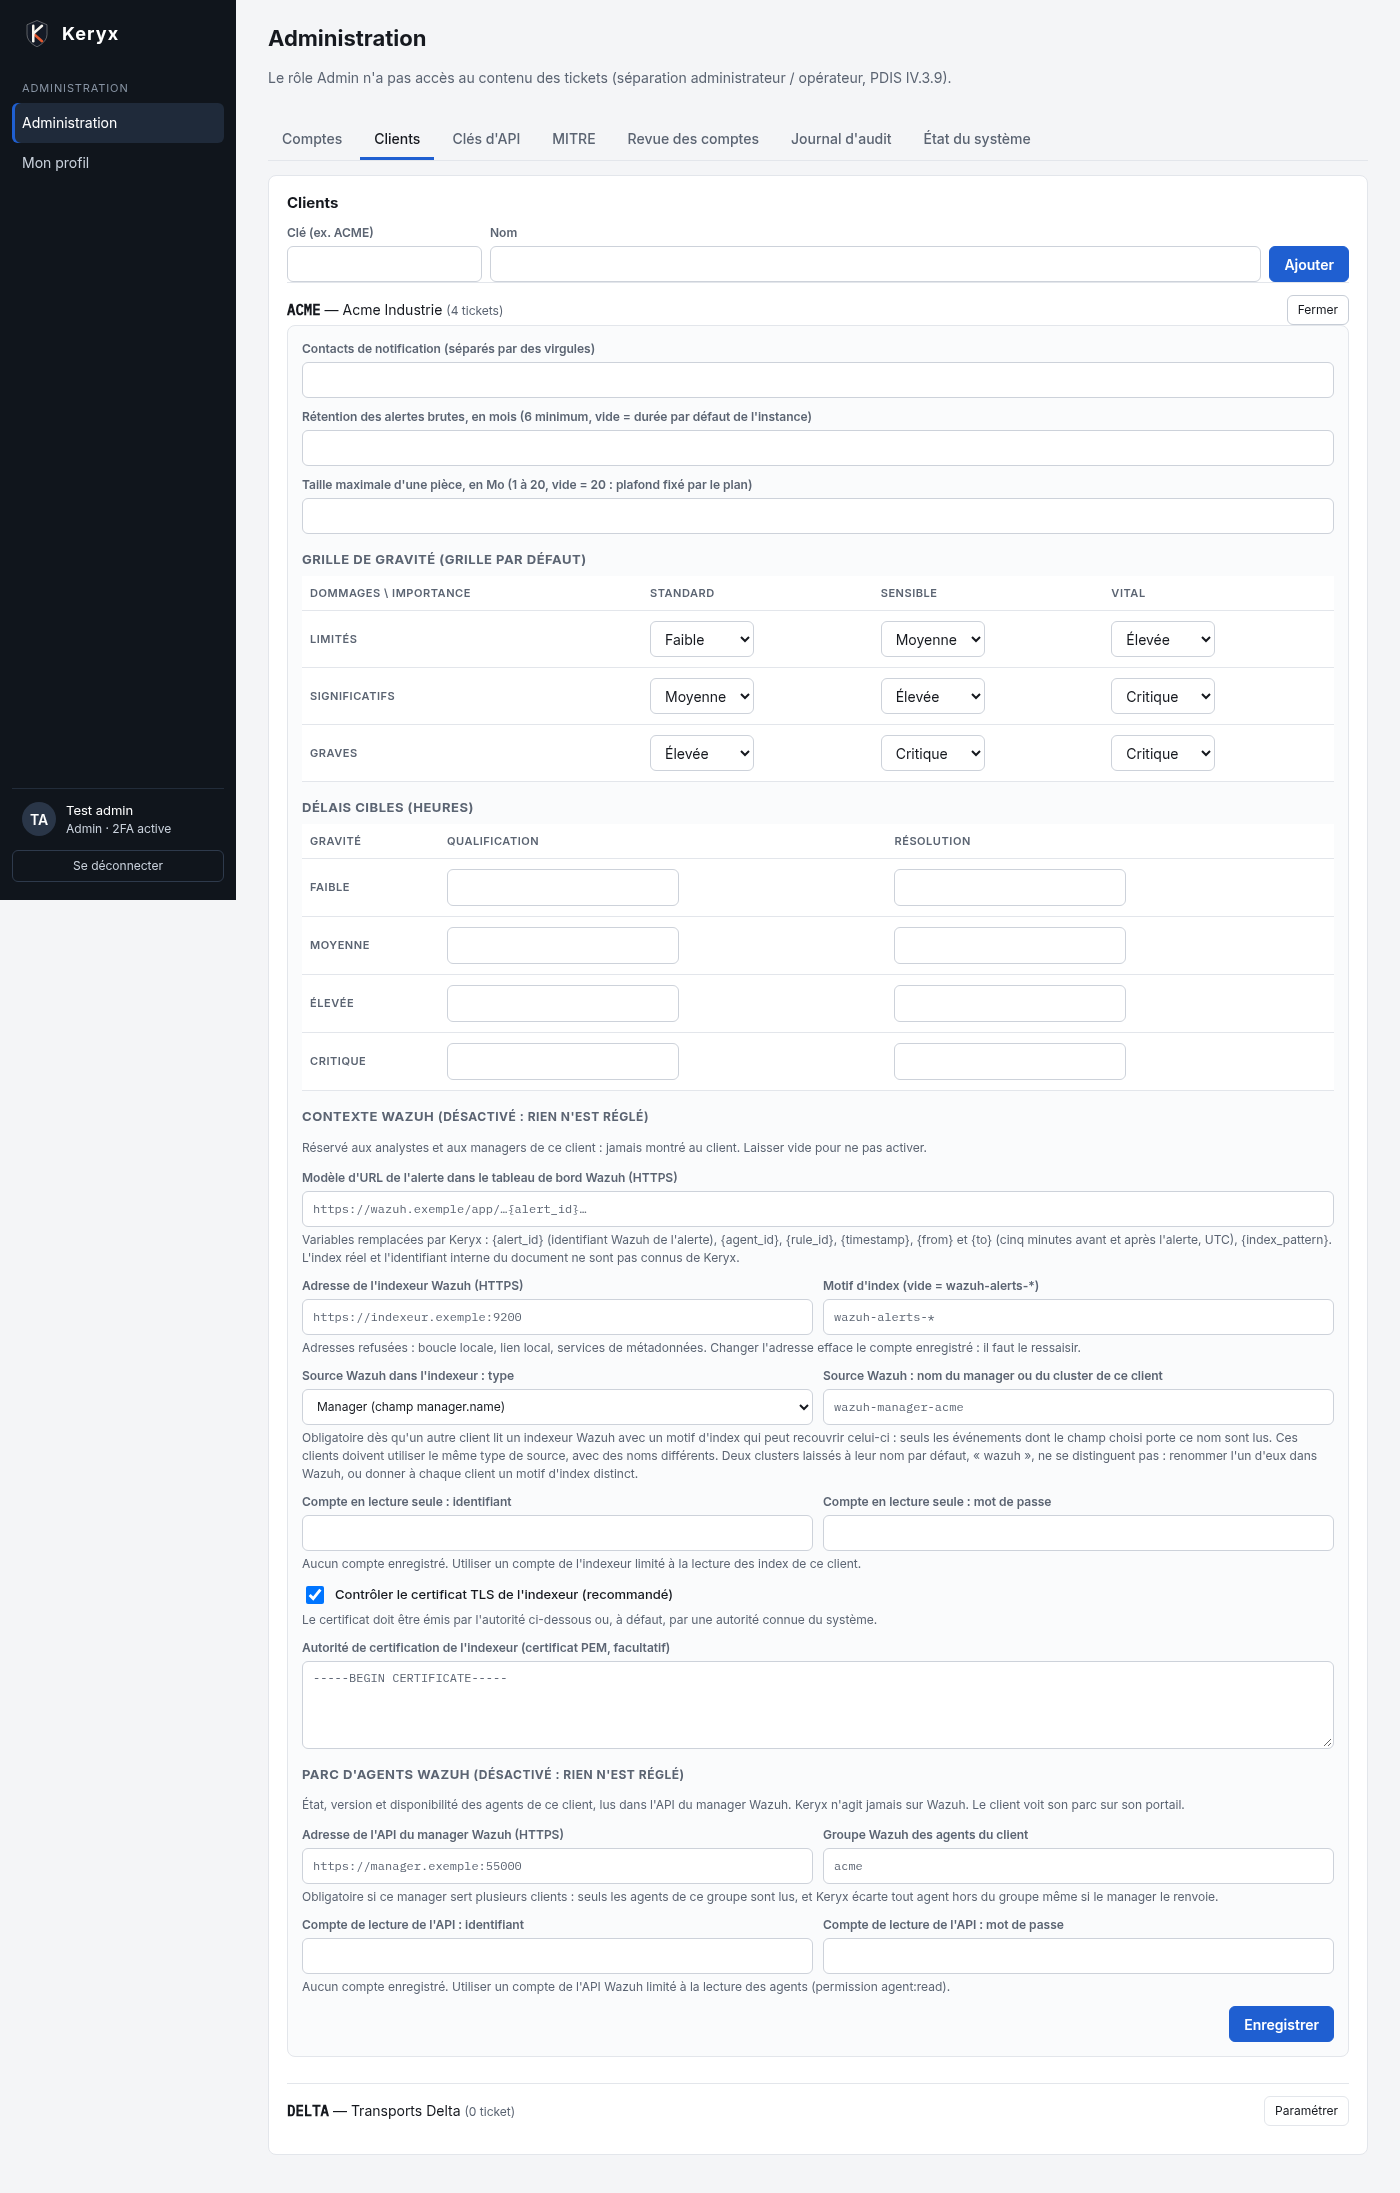 Keryx
ADMINISTRATION
Administration
Mon profil
Test admin
TA
Admin · 2FA active
Se déconnecter
Administration
Le rôle Admin n'a pas accès au contenu des tickets (séparation administrateur / opérateur, PDIS IV.3.9).
Comptes Clients Clés d'API MITRE Revue des comptes Journal d'audit État du système
Clients
Clé (ex. ACME) Nom
Ajouter
ACME — Acme Industrie (4 tickets) Fermer
Contacts de notification (séparés par des virgules)
Rétention des alertes brutes, en mois (6 minimum, vide = durée par défaut de l'instance)
Taille maximale d'une pièce, en Mo (1 à 20, vide = 20 : plafond fixé par le plan)
GRILLE DE GRAVITÉ (GRILLE PAR DÉFAUT)
DOMMAGES \ IMPORTANCE STANDARD SENSIBLE VITAL
LIMITÉS Faible Moyenne Élevée
SIGNIFICATIFS Moyenne Élevée Critique
GRAVES Élevée Critique Critique
DÉLAIS CIBLES (HEURES)
GRAVITÉ QUALIFICATION RÉSOLUTION
FAIBLE
MOYENNE
ÉLEVÉE
CRITIQUE
CONTEXTE WAZUH (DÉSACTIVÉ : RIEN N'EST RÉGLÉ)
Réservé aux analystes et aux managers de ce client : jamais montré au client. Laisser vide pour ne pas activer.
Modèle d'URL de l'alerte dans le tableau de bord Wazuh (HTTPS)
https://wazuh.exemple/app/…{alert_id}…
Variables remplacées par Keryx : {alert_id} (identifiant Wazuh de l'alerte), {agent_id}, {rule_id}, {timestamp}, {from} et {to} (cinq minutes avant et après l'alerte, UTC), {index_pattern}.
L'index réel et l'identifiant interne du document ne sont pas connus de Keryx.
Adresse de l'indexeur Wazuh (HTTPS) Motif d'index (vide = wazuh-alerts-*)
https://indexeur.exemple:9200 wazuh-alerts-*
Adresses refusées : boucle locale, lien local, services de métadonnées. Changer l'adresse efface le compte enregistré : il faut le ressaisir.
Source Wazuh dans l'indexeur : type Source Wazuh : nom du manager ou du cluster de ce client
Manager (champ manager.name) wazuh-manager-acme
Obligatoire dès qu'un autre client lit un indexeur Wazuh avec un motif d'index qui peut recouvrir celui-ci : seuls les événements dont le champ choisi porte ce nom sont lus. Ces
clients doivent utiliser le même type de source, avec des noms différents. Deux clusters laissés à leur nom par défaut, « wazuh », ne se distinguent pas : renommer l'un d'eux dans
Wazuh, ou donner à chaque client un motif d'index distinct.
Compte en lecture seule : identifiant Compte en lecture seule : mot de passe
Aucun compte enregistré. Utiliser un compte de l'indexeur limité à la lecture des index de ce client.
Contrôler le certificat TLS de l'indexeur (recommandé)
Le certificat doit être émis par l'autorité ci-dessous ou, à défaut, par une autorité connue du système.
Autorité de certification de l'indexeur (certificat PEM, facultatif)
-----BEGIN CERTIFICATE-----
PARC D'AGENTS WAZUH (DÉSACTIVÉ : RIEN N'EST RÉGLÉ)
État, version et disponibilité des agents de ce client, lus dans l'API du manager Wazuh. Keryx n'agit jamais sur Wazuh. Le client voit son parc sur son portail.
Adresse de l'API du manager Wazuh (HTTPS) Groupe Wazuh des agents du client
https://manager.exemple:55000 acme
Obligatoire si ce manager sert plusieurs clients : seuls les agents de ce groupe sont lus, et Keryx écarte tout agent hors du groupe même si le manager le renvoie.
Compte de lecture de l'API : identifiant Compte de lecture de l'API : mot de passe
Aucun compte enregistré. Utiliser un compte de l'API Wazuh limité à la lecture des agents (permission agent:read).
Enregistrer
DELTA — Transports Delta (0 ticket) Paramétrer